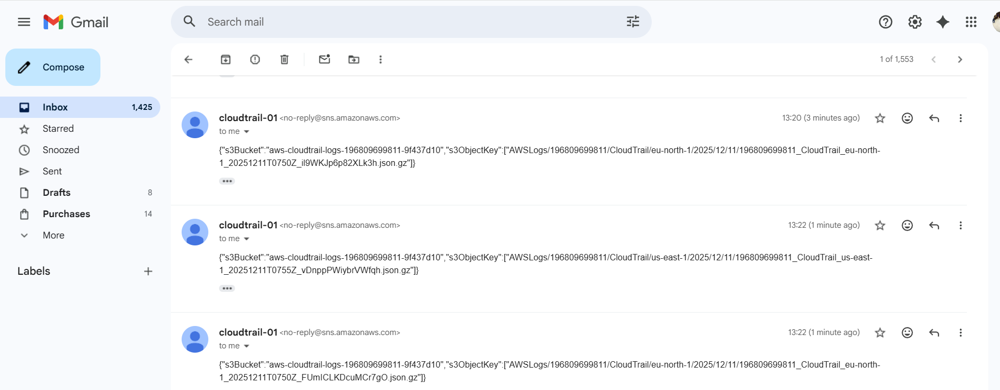 Gmail
Search mail
Compose
1 of 1,553
Inbox 1,425
Starred
Snoozed
Sent
Drafts 8
Purchases 14
More
Labels
cloudtrail-01 <no-reply@sns.amazonaws.com> 13:20 (3 minutes ago)
to me
{"s3Bucket":"aws-cloudtrail-logs-196809699811-9f437d10","s3ObjectKey":["AWSLogs/196809699811/CloudTrail/eu-north-1/2025/12/11/196809699811_CloudTrail_eu-north-
1_20251211T0750Z_il9WKJp6p82XLk3h.json.gz"]}
cloudtrail-01 <no-reply@sns.amazonaws.com> 13:22 (1 minute ago)
to me
{"s3Bucket":"aws-cloudtrail-logs-196809699811-9f437d10","s3ObjectKey":["AWSLogs/196809699811/CloudTrail/us-east-1/2025/12/11/196809699811_CloudTrail_us-east-
1_20251211T0755Z_vDnppPWiybrVWfqh.json.gz"]}
cloudtrail-01 <no-reply@sns.amazonaws.com> 13:22 (1 minute ago)
to me
{"s3Bucket":"aws-cloudtrail-logs-196809699811-9f437d10","s3ObjectKey":["AWSLogs/196809699811/CloudTrail/eu-north-1/2025/12/11/196809699811_CloudTrail_eu-north-
1_20251211T0750Z_FUmICLKDcuMCr7gO.json.gz"]}